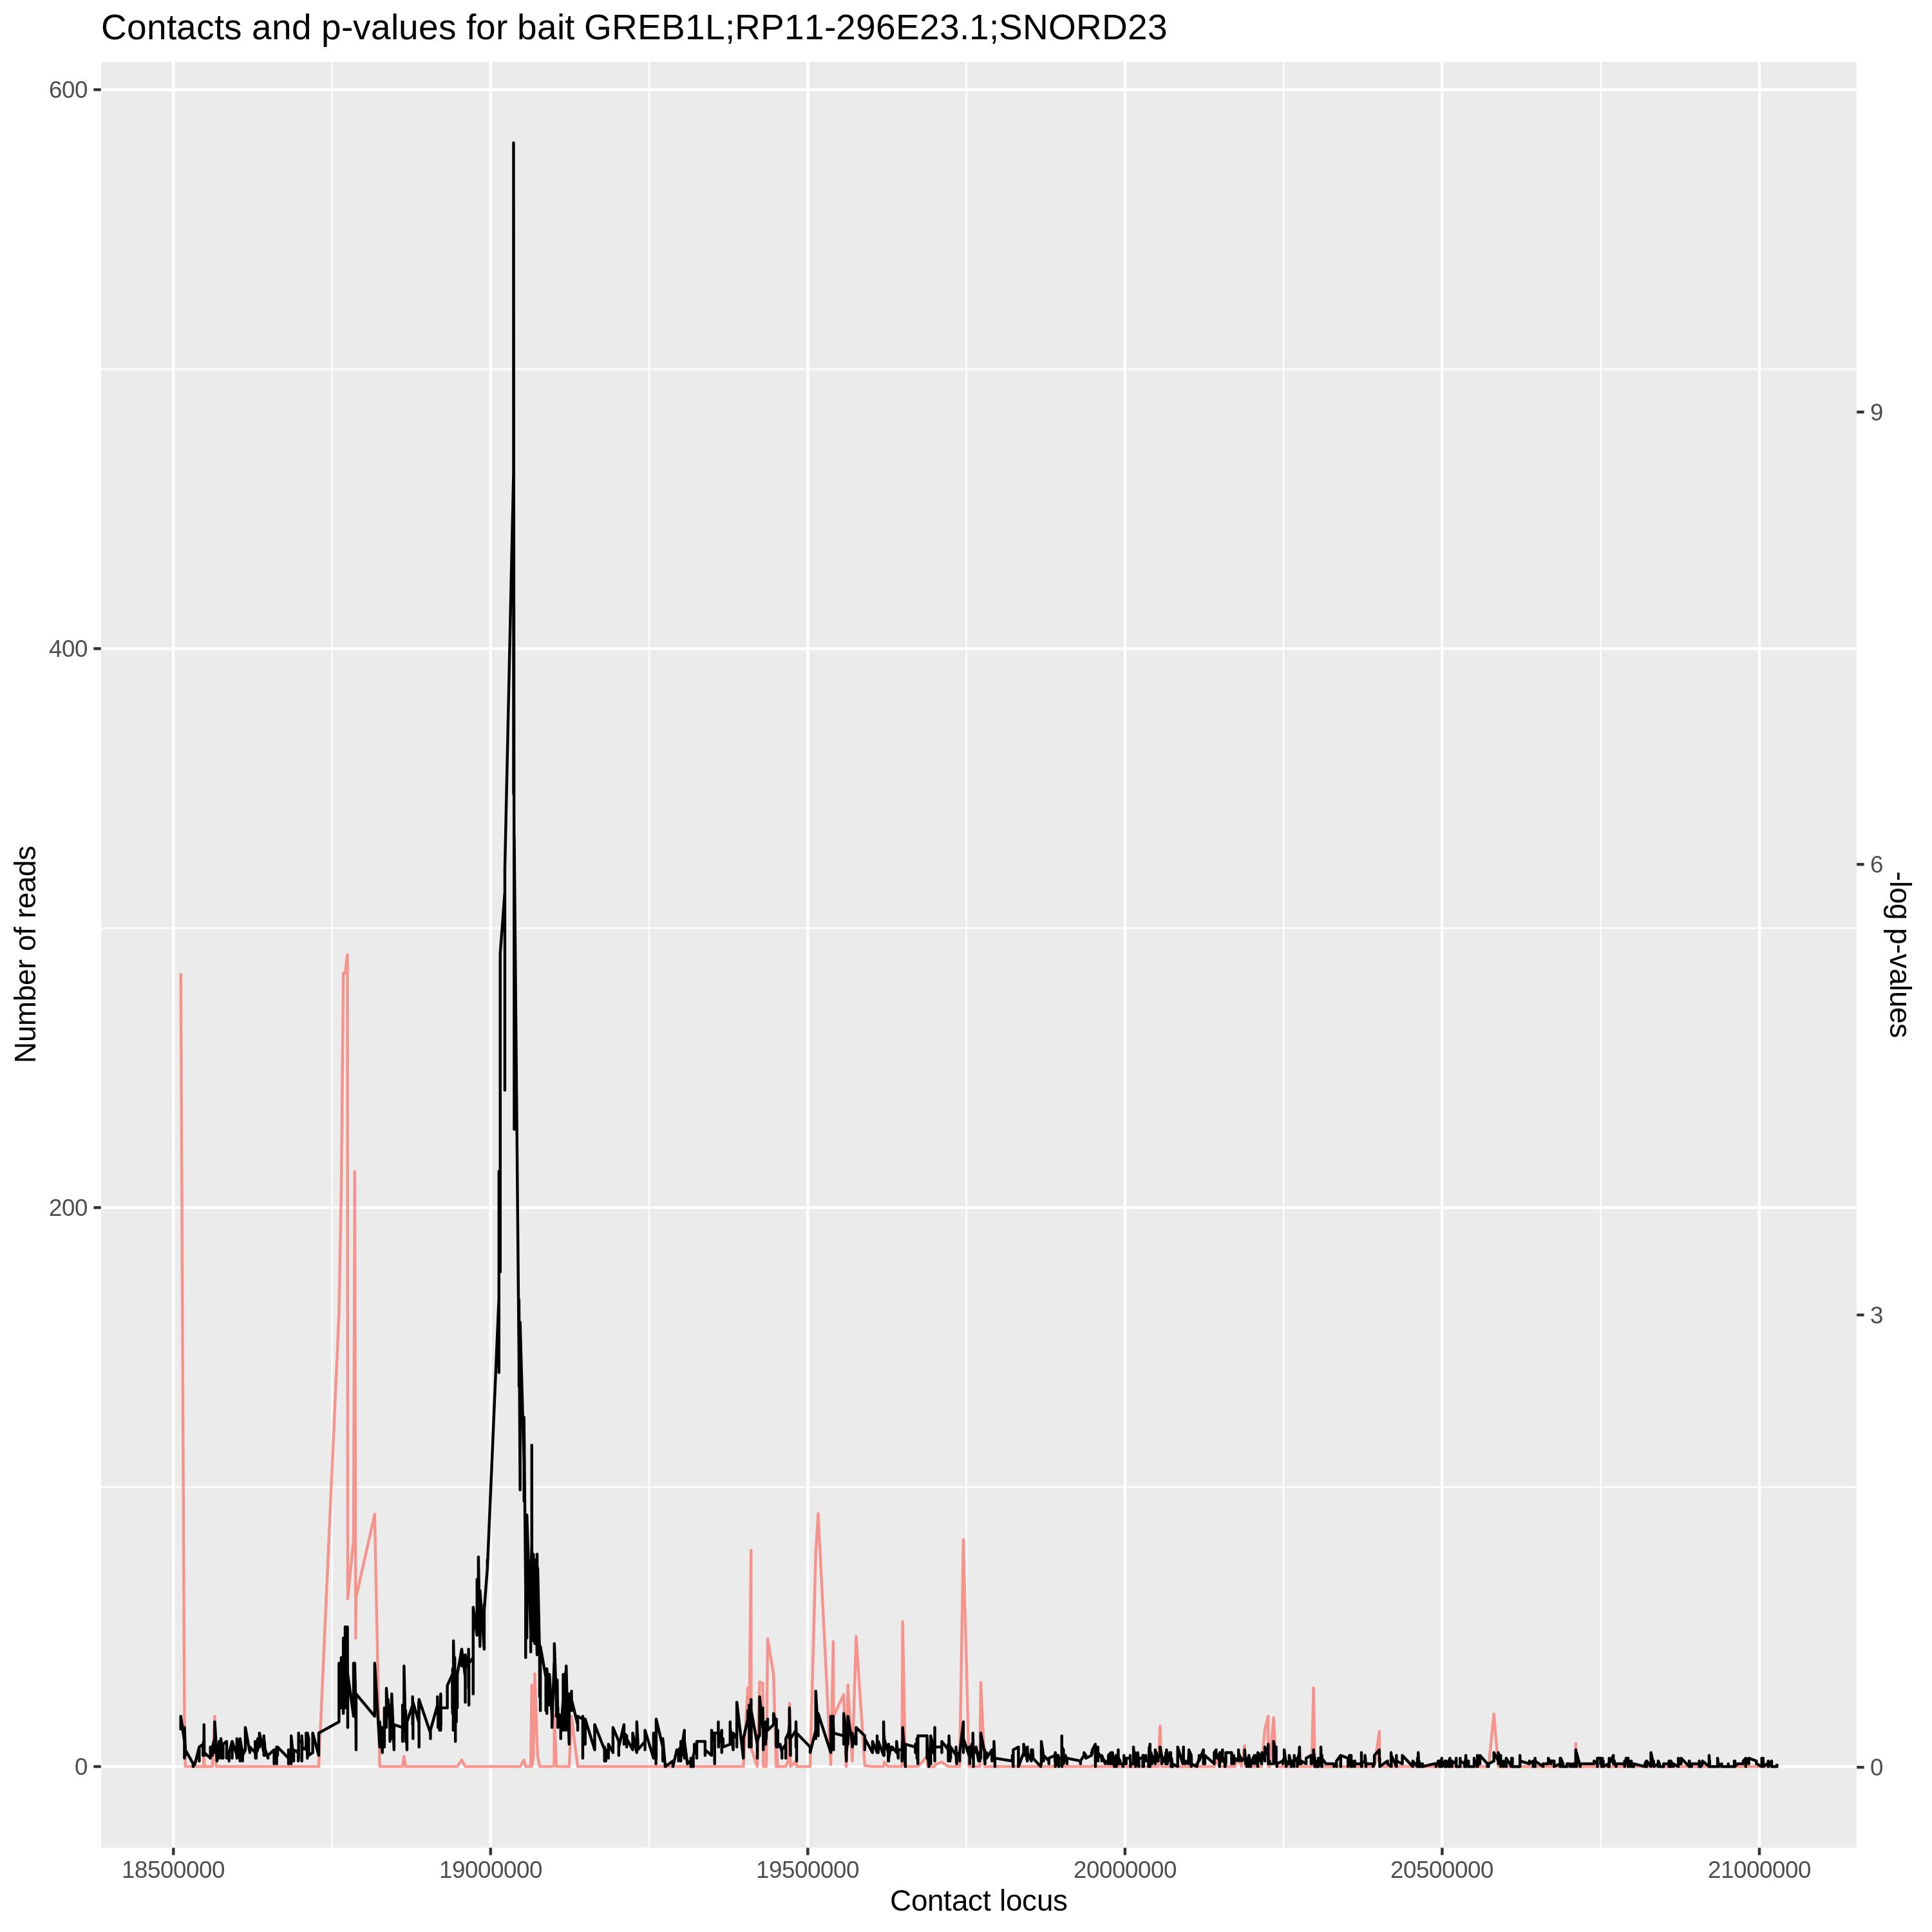 Contacts and p-values for bait GREB1L;RP11-296E23.1;SNORD23
600
400
200
0
Number of reads
9
6
3
0
-log p-values
18500000 19000000 19500000 20000000 20500000 21000000
Contact locus